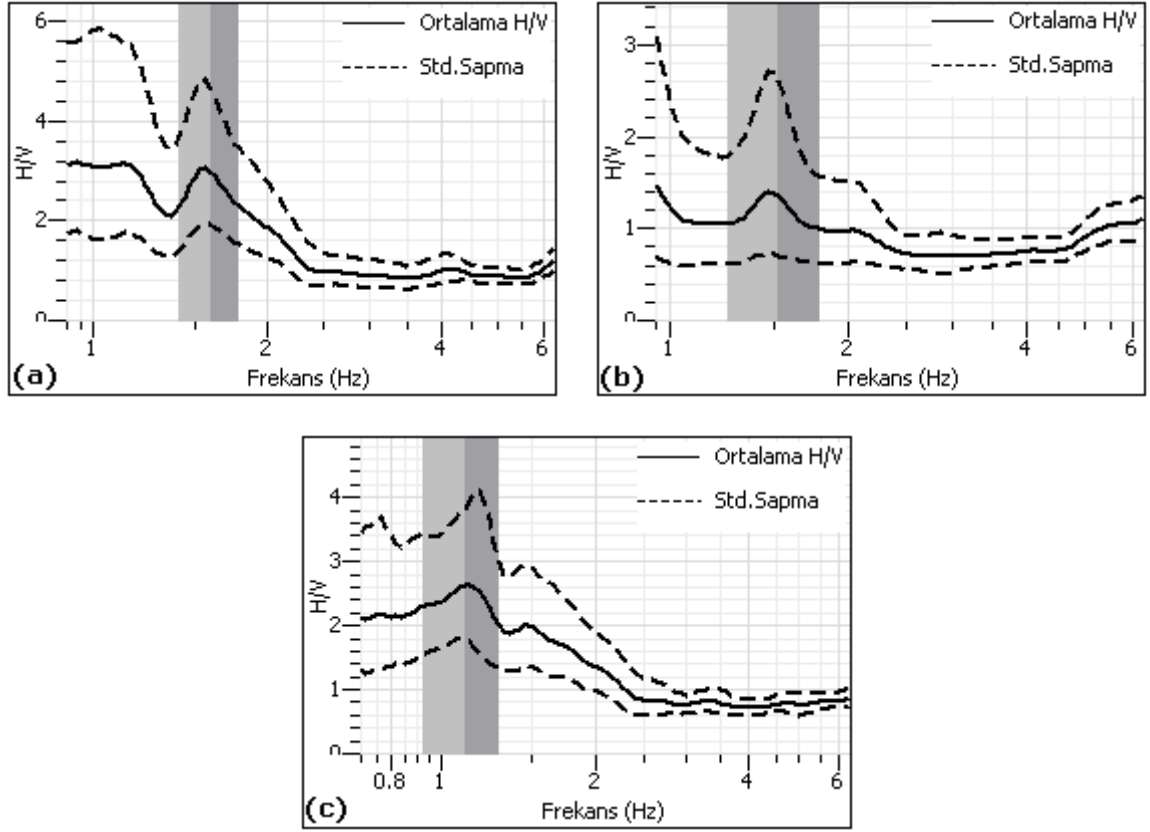 Ortalama H/V
Std.Sapma
6
4
2
0
H/V
1
2
4
6
Frekans (Hz)
(a)
Ortalama H/V
Std.Sapma
3
2
1
0
H/V
1
2
4
6
Frekans (Hz)
(b)
Ortalama H/V
Std.Sapma
4
3
2
1
0
H/V
0.8
1
2
4
6
Frekans (Hz)
(c)